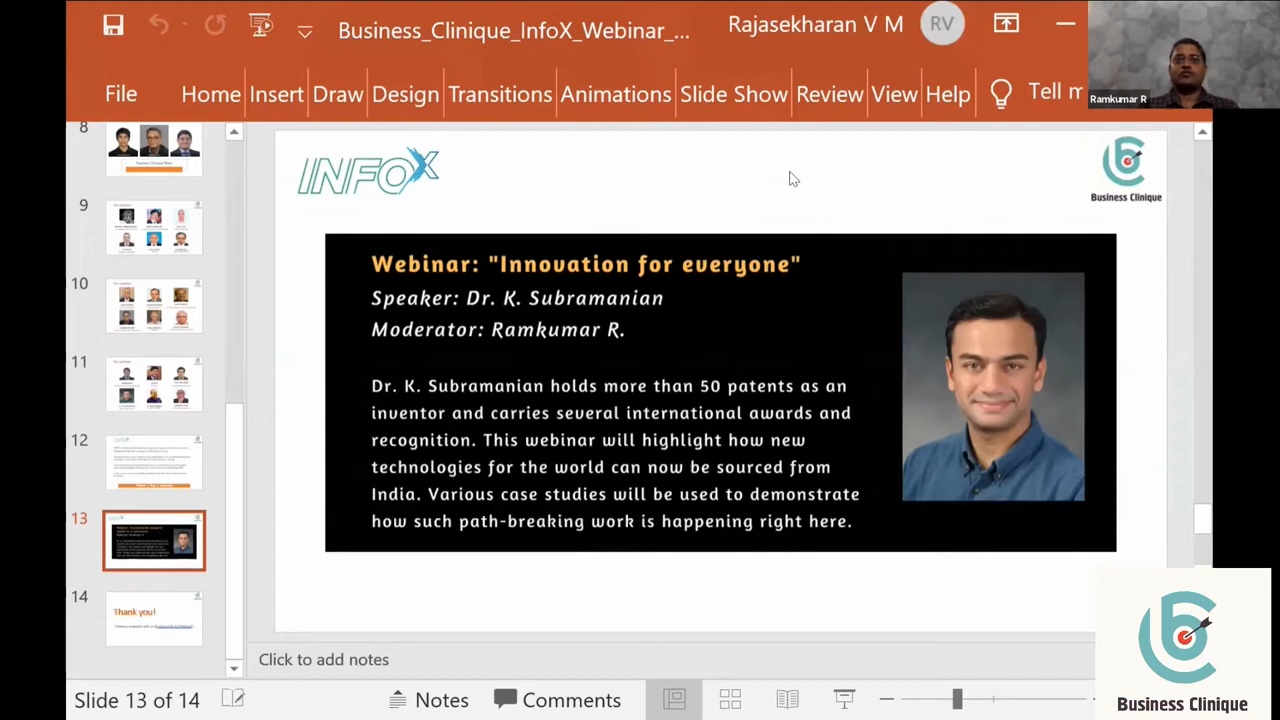 Business_Clinique_InfoX_Webinar_...
Rajasekharan V M
RV
File
Home
Insert
Draw
Design
Transitions
Animations
Slide Show
Review
View
Help
Tell m
Ramkumar R
8
9
10
11
12
13
14
Thank you!
INFOX
Business Clinique
Webinar: "Innovation for everyone"
Speaker: Dr. K. Subramanian
Moderator: Ramkumar R.
Dr. K. Subramanian holds more than 50 patents as an
inventor and carries several international awards and
recognition. This webinar will highlight how new
technologies for the world can now be sourced from
India. Various case studies will be used to demonstrate
how such path-breaking work is happening right here.
Click to add notes
Slide 13 of 14
Notes
Comments
Business Clinique